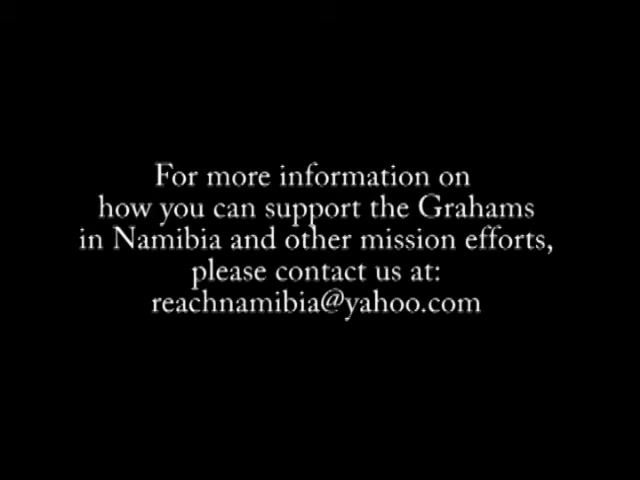 For more information on
how you can support the Grahams
in Namibia and other mission efforts,
please contact us at:
reachnamibia@yahoo.com